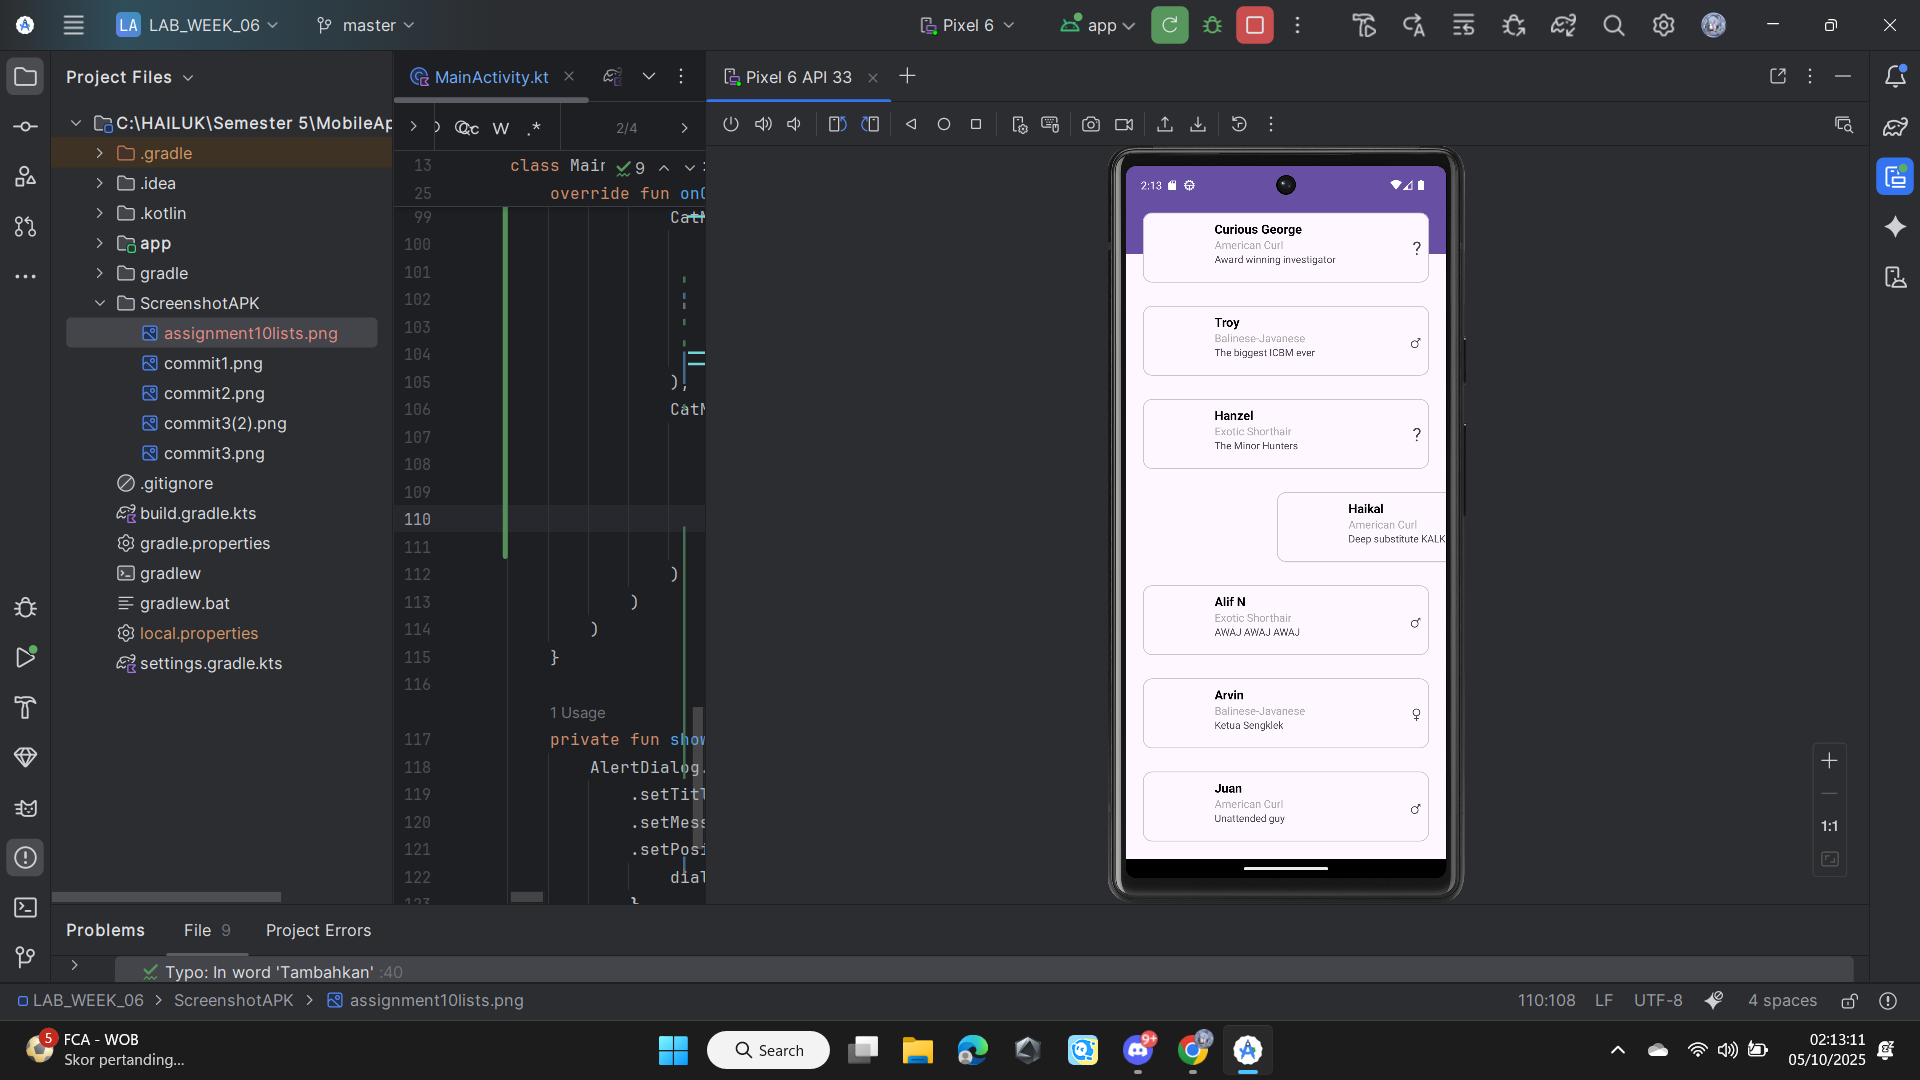 LA LAB_WEEK_06
master
Pixel 6
app
Project Files
MainActivity.kt
Pixel 6 API 33
C:\HAILUK\Semester 5\MobileAp
.gradle
.idea
.kotlin
app
gradle
ScreenshotAPK
assignment10lists.png
commit1.png
commit2.png
commit3(2).png
commit3.png
.gitignore
build.gradle.kts
gradle.properties
gradlew
gradlew.bat
local.properties
settings.gradle.kts
Cc W .* 2/4
13 class Main 9
25 override fun onC
99 CatM
100
101
102
103
104
105 ),
106 CatM
107
108
109
110
111
112 )
113 )
114 )
115 }
116
1 Usage
117 private fun show
118 AlertDialog.
119 .setTitl
120 .setMess
121 .setPosi
122 dial
123 }
2:13
Curious George
American Curl
Award winning investigator
?
Troy
Balinese-Javanese
The biggest ICBM ever
♂
Hanzel
Exotic Shorthair
The Minor Hunters
?
Haikal
American Curl
Deep substitute KALK
Alif N
Exotic Shorthair
AWAJ AWAJ AWAJ
♂
Arvin
Balinese-Javanese
Ketua Sengklek
♀
Juan
American Curl
Unattended guy
♂
1:1
Problems File 9 Project Errors
Typo: In word 'Tambahkan' :40
LAB_WEEK_06 > ScreenshotAPK > assignment10lists.png
110:108 LF UTF-8 4 spaces
5
FCA - WOB
Skor pertanding...
Search
9+
02:13:11
05/10/2025